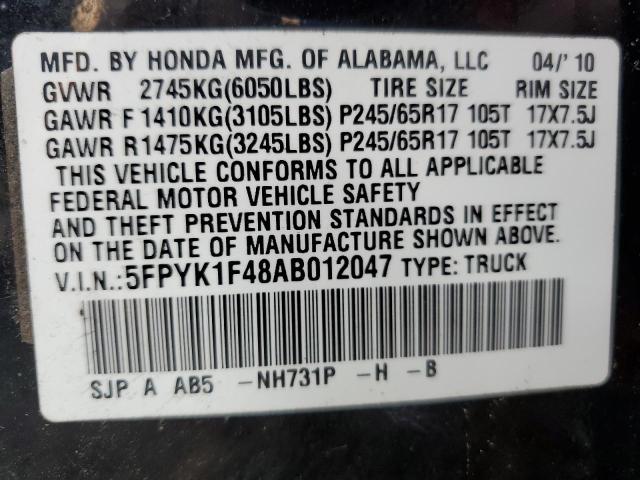 MFD. BY HONDA MFG. OF ALABAMA, LLC 04/'10
GVWR 2745KG(6050LBS) TIRE SIZE RIM SIZE
GAWR F1410KG(3105LBS) P245/65R17 105T 17X7.5J
GAWR R1475KG(3245LBS) P245/65R17 105T 17X7.5J
THIS VEHICLE CONFORMS TO ALL APPLICABLE
FEDERAL MOTOR VEHICLE SAFETY
AND THEFT PREVENTION STANDARDS IN EFFECT
ON THE DATE OF MANUFACTURE SHOWN ABOVE.
V.I.N.:5FPYK1F48AB012047 TYPE: TRUCK
SJP A AB5 -NH731P -H -B